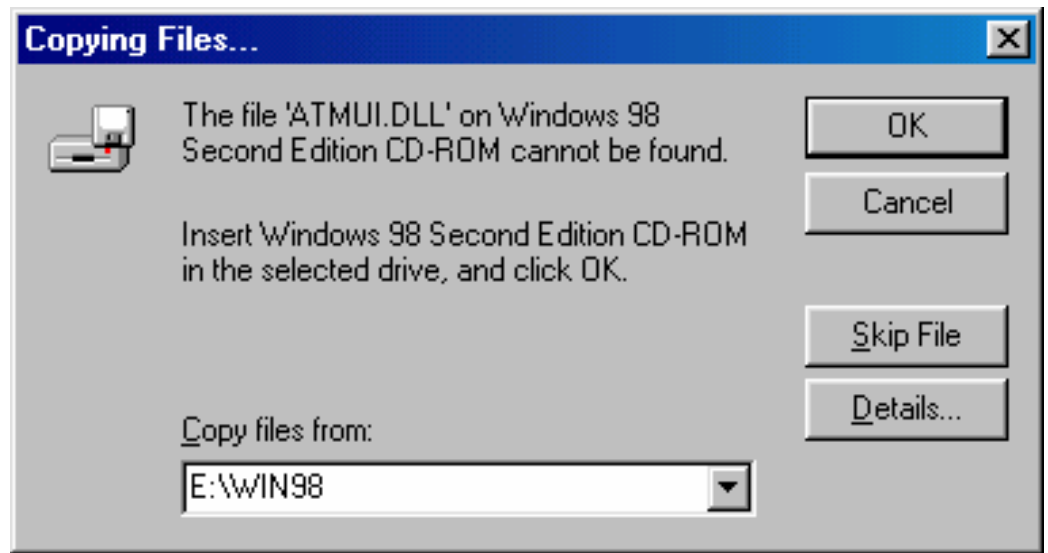 Copying Files...
The file 'ATMUI.DLL' on Windows 98
Second Edition CD-ROM cannot be found.
Insert Windows 98 Second Edition CD-ROM
in the selected drive, and click OK.
Copy files from:
E:\WIN98
OK
Cancel
Skip File
Details...